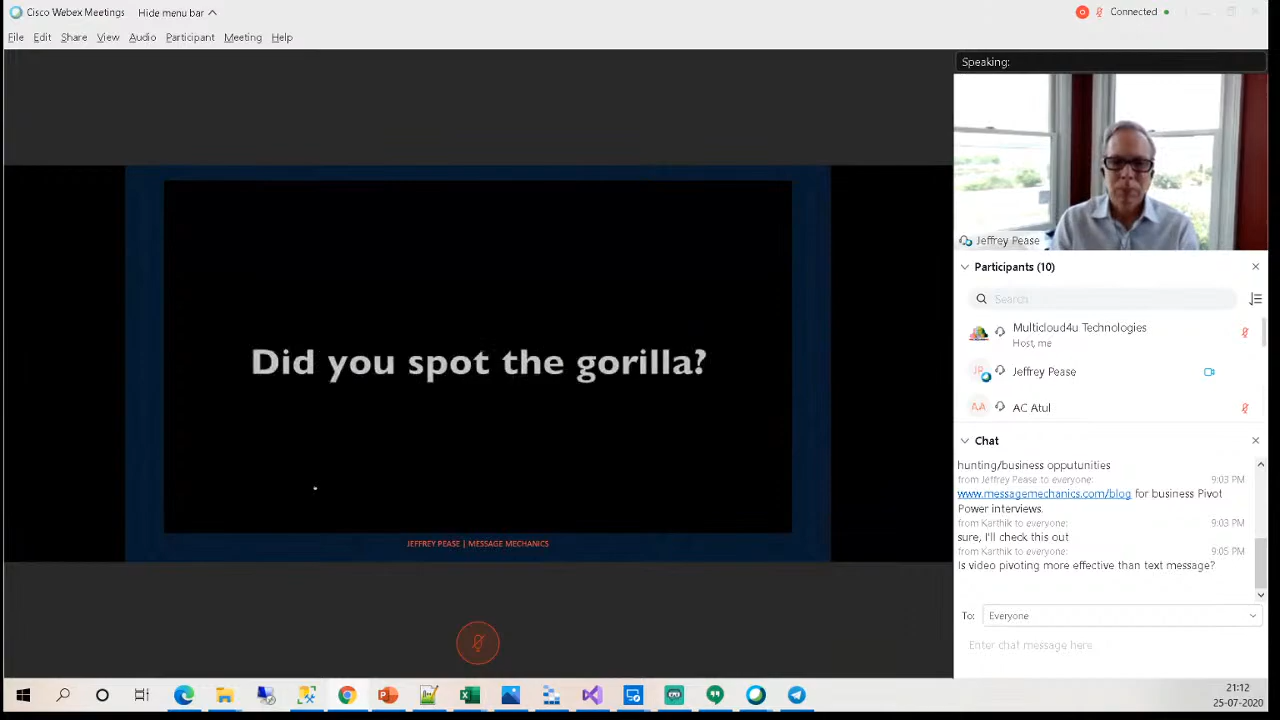 Cisco Webex Meetings Hide menu bar
Connected
File Edit Share View Audio Participant Meeting Help
Speaking:
Did you spot the gorilla?
JEFFREY PEASE | MESSAGE MECHANICS
Jeffrey Pease
Participants (10)
Search
Multicloud4u Technologies
Host, me
JP Jeffrey Pease
AA AC Atul
Chat
hunting/business opputunities
from Jeffrey Pease to everyone: 9:03 PM
www.messagemechanics.com/blog for business Pivot
Power interviews.
from Karthik to everyone: 9:03 PM
sure, I'll check this out
from Karthik to everyone: 9:05 PM
Is video pivoting more effective than text message?
To: Everyone
Enter chat message here
21:12
25-07-2020